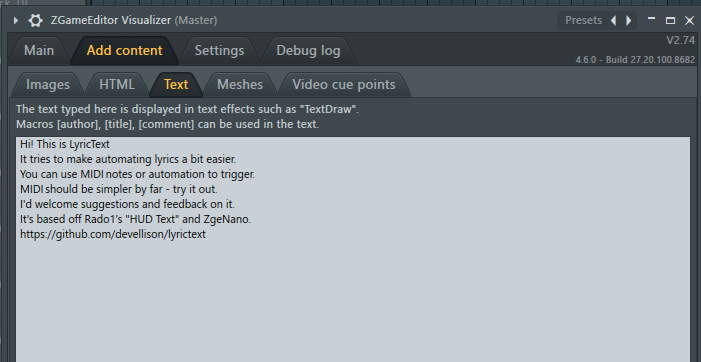 ZGameEditor Visualizer (Master)
Presets
Main
Add content
Settings
Debug log
V2.74
4.6.0 - Build 27.20.100.8682
Images
HTML
Text
Meshes
Video cue points
The text typed here is displayed in text effects such as "TextDraw".
Macros [author], [title], [comment] can be used in the text.
Hi! This is LyricText
It tries to make automating lyrics a bit easier.
You can use MIDI notes or automation to trigger.
MIDI should be simpler by far - try it out.
I'd welcome suggestions and feedback on it.
It's based off Rado1's "HUD Text" and ZgeNano.
https://github.com/devellison/lyrictext